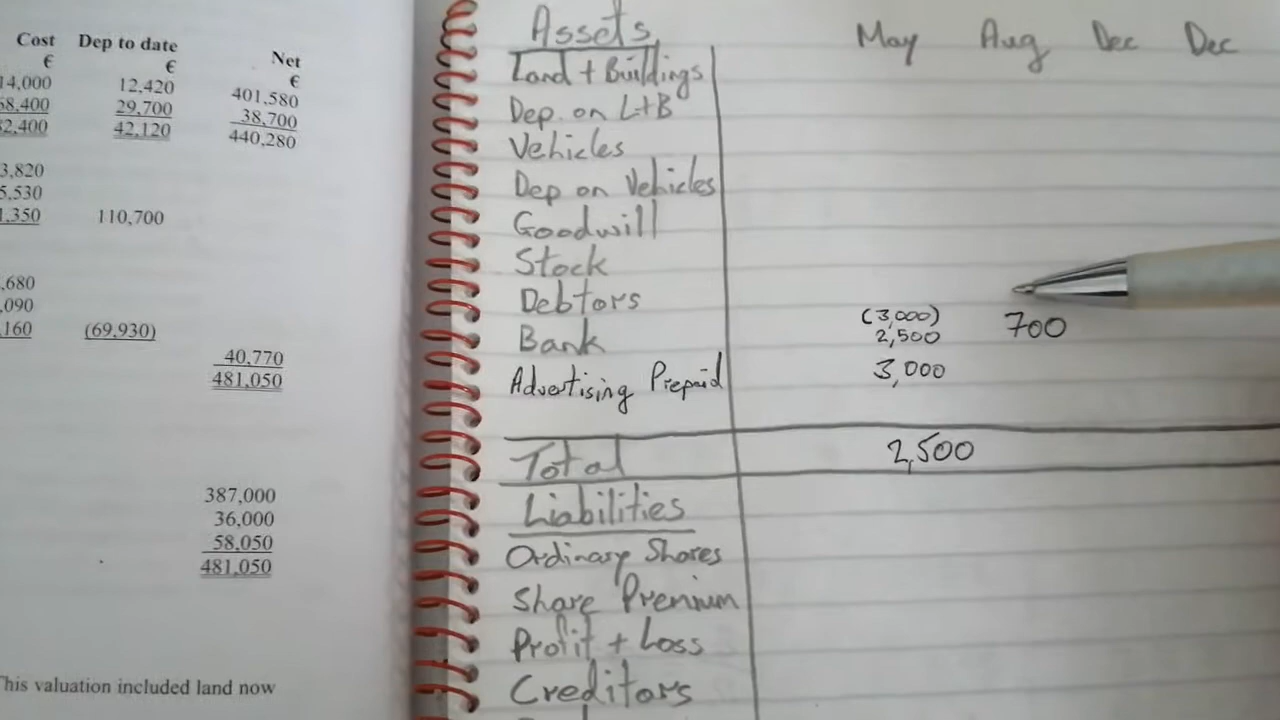 Cost Dep to date Net
€ € €
14,000 12,420 401,580
68,400 29,700 38,700
82,400 42,120 440,280
3,820
5,530
1,350 110,700
,680
,090
,160 (69,930)
40,770
481,050
387,000
36,000
58,050
481,050
This valuation included land now
Assets May Aug Dec Dec
Land + Buildings
Dep. on L+B
Vehicles
Dep on Vehicles
Goodwill
Stock
Debtors
(3,000)
Bank 2,500 700
Advertising Prepaid 3,000
Total 2,500
Liabilities
Ordinary Shares
Share Premium
Profit + Loss
Creditors